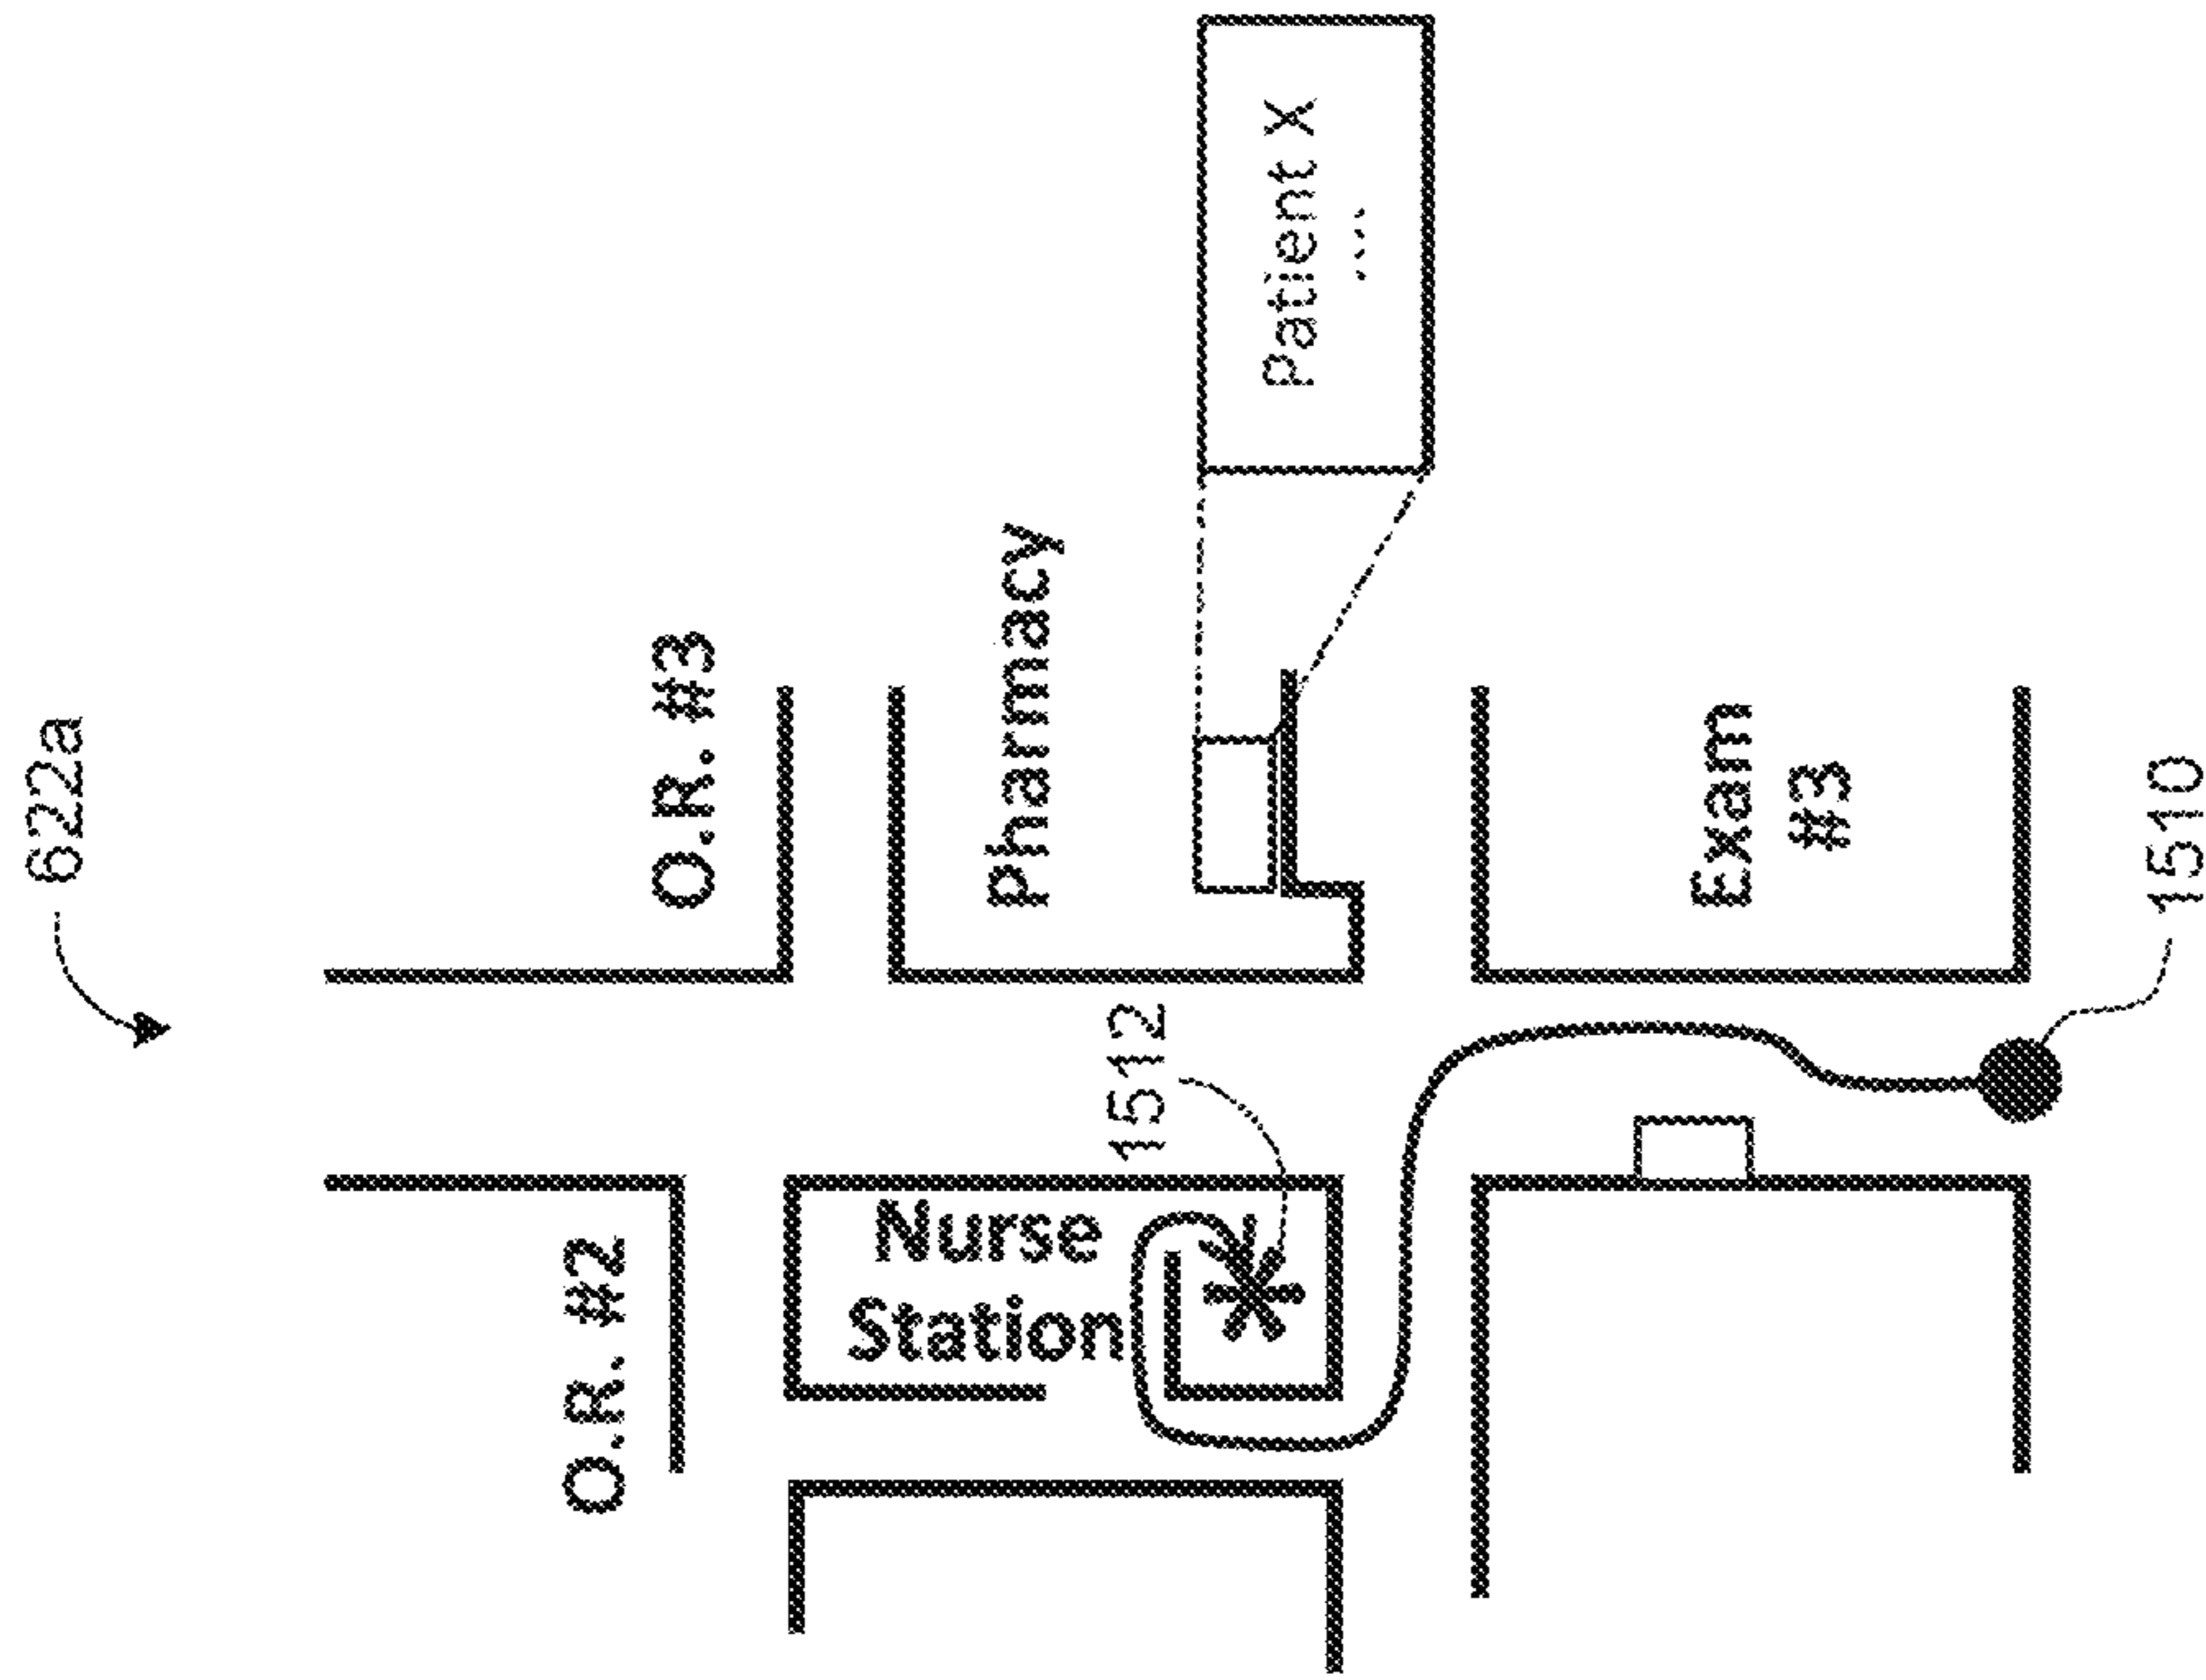 622a
O.R. #2
O.R. #3
Nurse
Station
Pharmacy
1512
Patient X
....
Exam
#3
1510